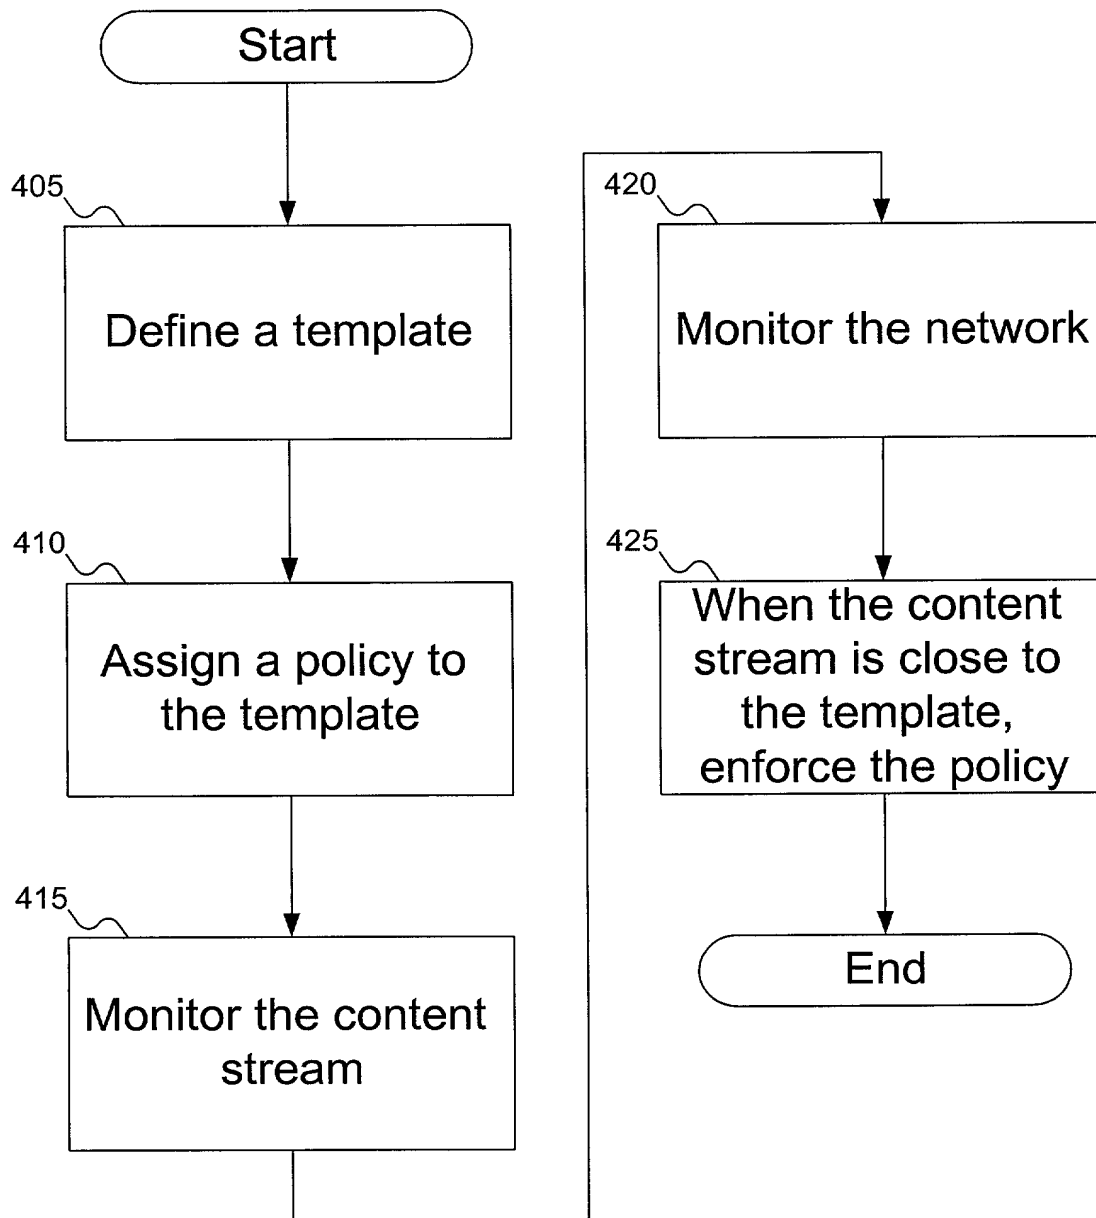 Start
405
Define a template
410
Assign a policy to
the template
415
Monitor the content
stream
420
Monitor the network
425
When the content
stream is close to
the template,
enforce the policy
End